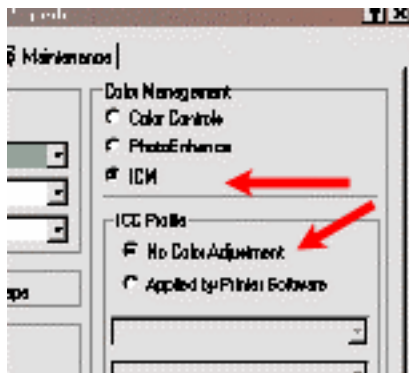 Maintenance
Color Management
Color Controls
PhotoEnhance
ICM
ICC Profile
No Color Adjustment
Applied by Printer Software